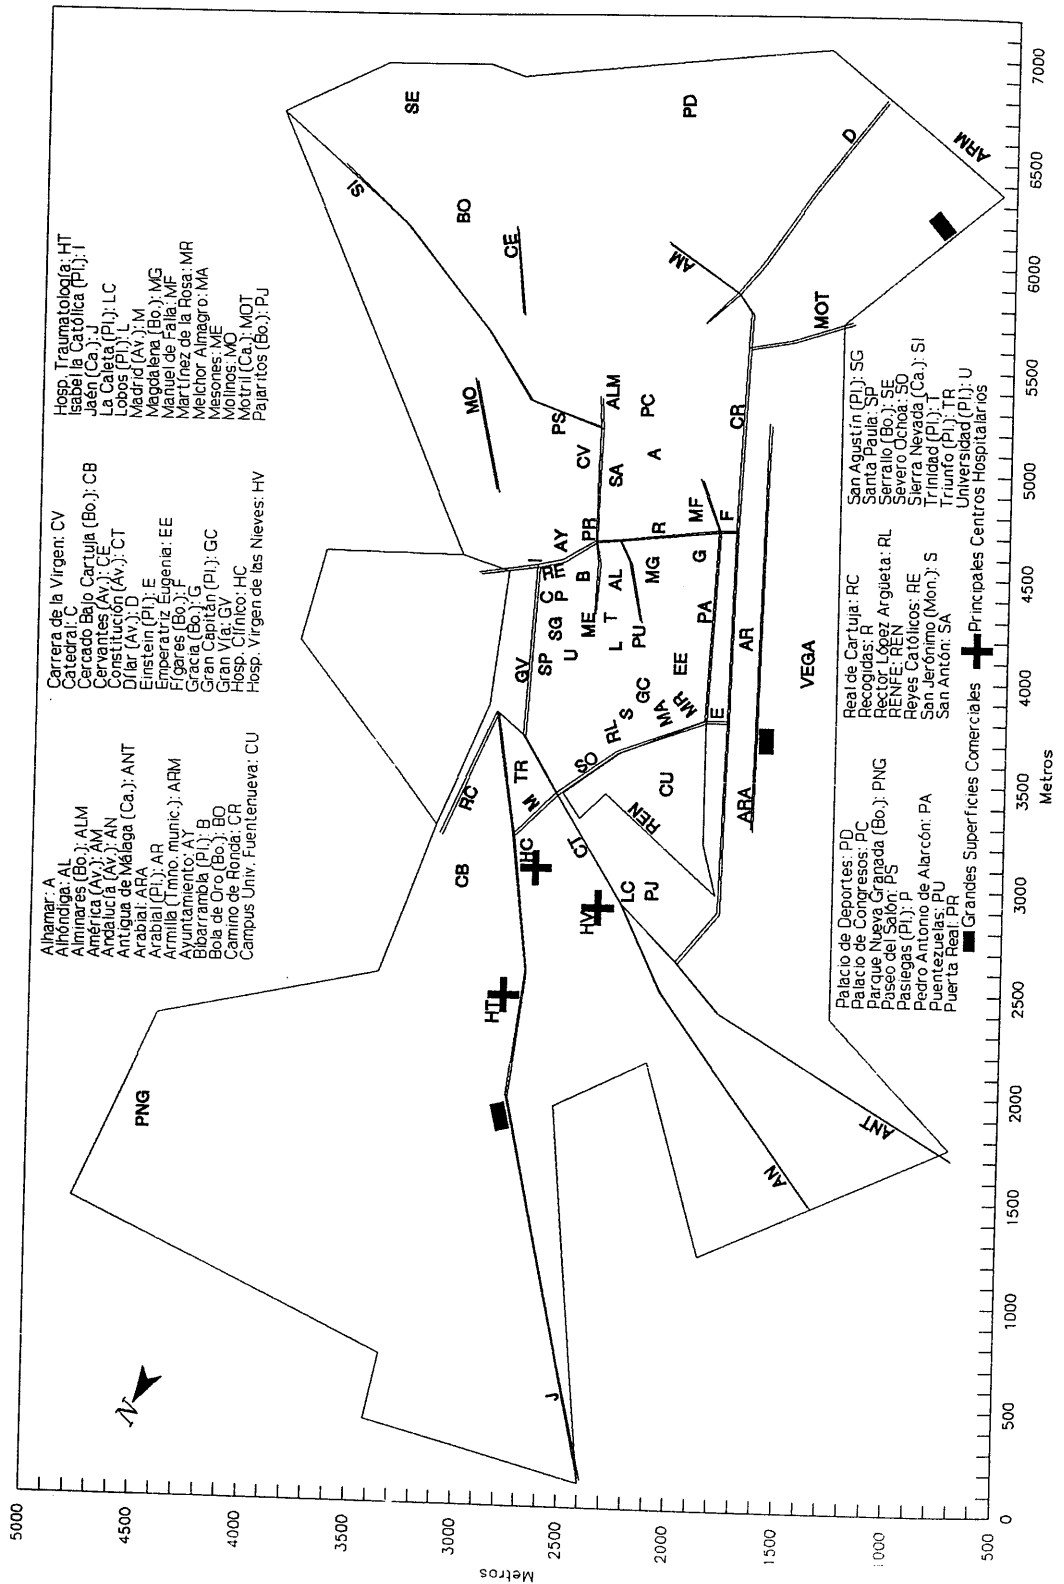 Alhamar: A
Alhóndiga: AL
Alminares (Bo.): ALM
América (Av.): AM
Andalucía (Av.): AN
Antigua de Málaga (Ca.): ANT
Arabial: ARA
Arabial (Pl.): AR
Armilla (Tmno. munic.): ARM
Ayuntamiento: AY
Bibarrambla (Pl.): B
Bola de Oro (Bo.): BO
Camino de Ronda: CR
Campus Univ. Fuentenueva: CU
Carrera de la Virgen: CV
Catedral: C
Cercado Bajo Cartuja (Bo.): CB
Cervantes (Av.): CE
Constitución (Av.): CT
Dílar (Av.): D
Einstein (Pl.): E
Emperatriz Eugenia: EE
Fígares (Bo.): F
Gracia (Bo.): G
Gran Capitán (Pl.): GC
Gran Vía: GV
Hosp. Clínico: HC
Hosp. Virgen de las Nieves: HV
Hosp. Traumatología: HT
Isabel la Católica (Pl.): I
Jaén (Ca.): J
La Caleta (Pl.): LC
Lobos (Pl.): L
Madrid (Av.): M
Magdalena (Bo.): MG
Manuel de Falla: MF
Martínez de la Rosa: MR
Melchor Almagro: MA
Mesones: ME
Molinos: MO
Motril (Ca.): MOT
Pajaritos (Bo.): PJ
N
PNG
SE
SI
BO
CE
MO
PD
AM
D
ARM
MOT
PS
ALM
PC
CV
SA
A
CR
PR
AY
R
MF
F
I
B
C
P
AL
MG
G
ME
T
PU
PA
SG
U
L
SP
GV
EE
AR
GC
S
RL
MA
MR
E
SO
TR
M
CU
ARA
VEGA
RC
CB
HC
CT
REN
LC
PJ
HV
HT
AN
ANT
J
Palacio de Deportes: PD
Palacio de Congresos: PC
Parque Nueva Granada (Bo.): PNG
Paseo del Salón: PS
Pasiegas (Pl.): P
Pedro Antonio de Alarcón: PA
Puentezuelas: PU
Puerta Real: PR
Real de Cartuja: RC
Recogidas: R
Rector López Argüeta: RL
RENFE: REN
Reyes Católicos: RE
San Jerónimo (Mon.): S
San Antón: SA
San Agustín (Pl.): SG
Santa Paula: SP
Serrallo (Bo.): SE
Severo Ochoa: SO
Sierra Nevada (Ca.): SI
Trinidad (Pl.): T
Triunfo (Pl.): TR
Universidad (Pl.): U
Grandes Superficies Comerciales
Principales Centros Hospitalarios
5000
4000
3000
2000
1500
1000
500
Metros
0
500
1000
1500
2000
2500
3000
3500
4000
4500
5000
5500
6000
6500
7000
Metros